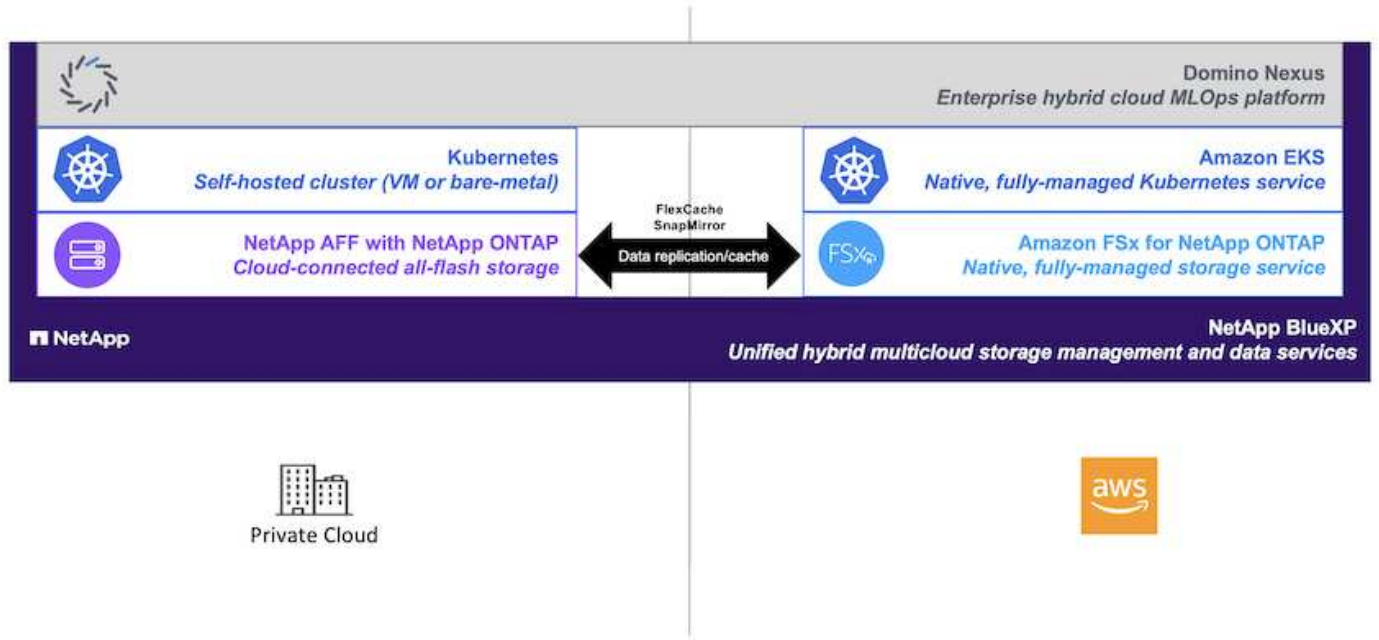 Domino Nexus
Enterprise hybrid cloud MLOps platform
Kubernetes
Self-hosted cluster (VM or bare-metal)
Amazon EKS
Native, fully-managed Kubernetes service
FlexCache
SnapMirror
Data replication/cache
NetApp AFF with NetApp ONTAP
Cloud-connected all-flash storage
FSx
Amazon FSx for NetApp ONTAP
Native, fully-managed storage service
NetApp
NetApp BlueXP
Unified hybrid multicloud storage management and data services
Private Cloud
aws